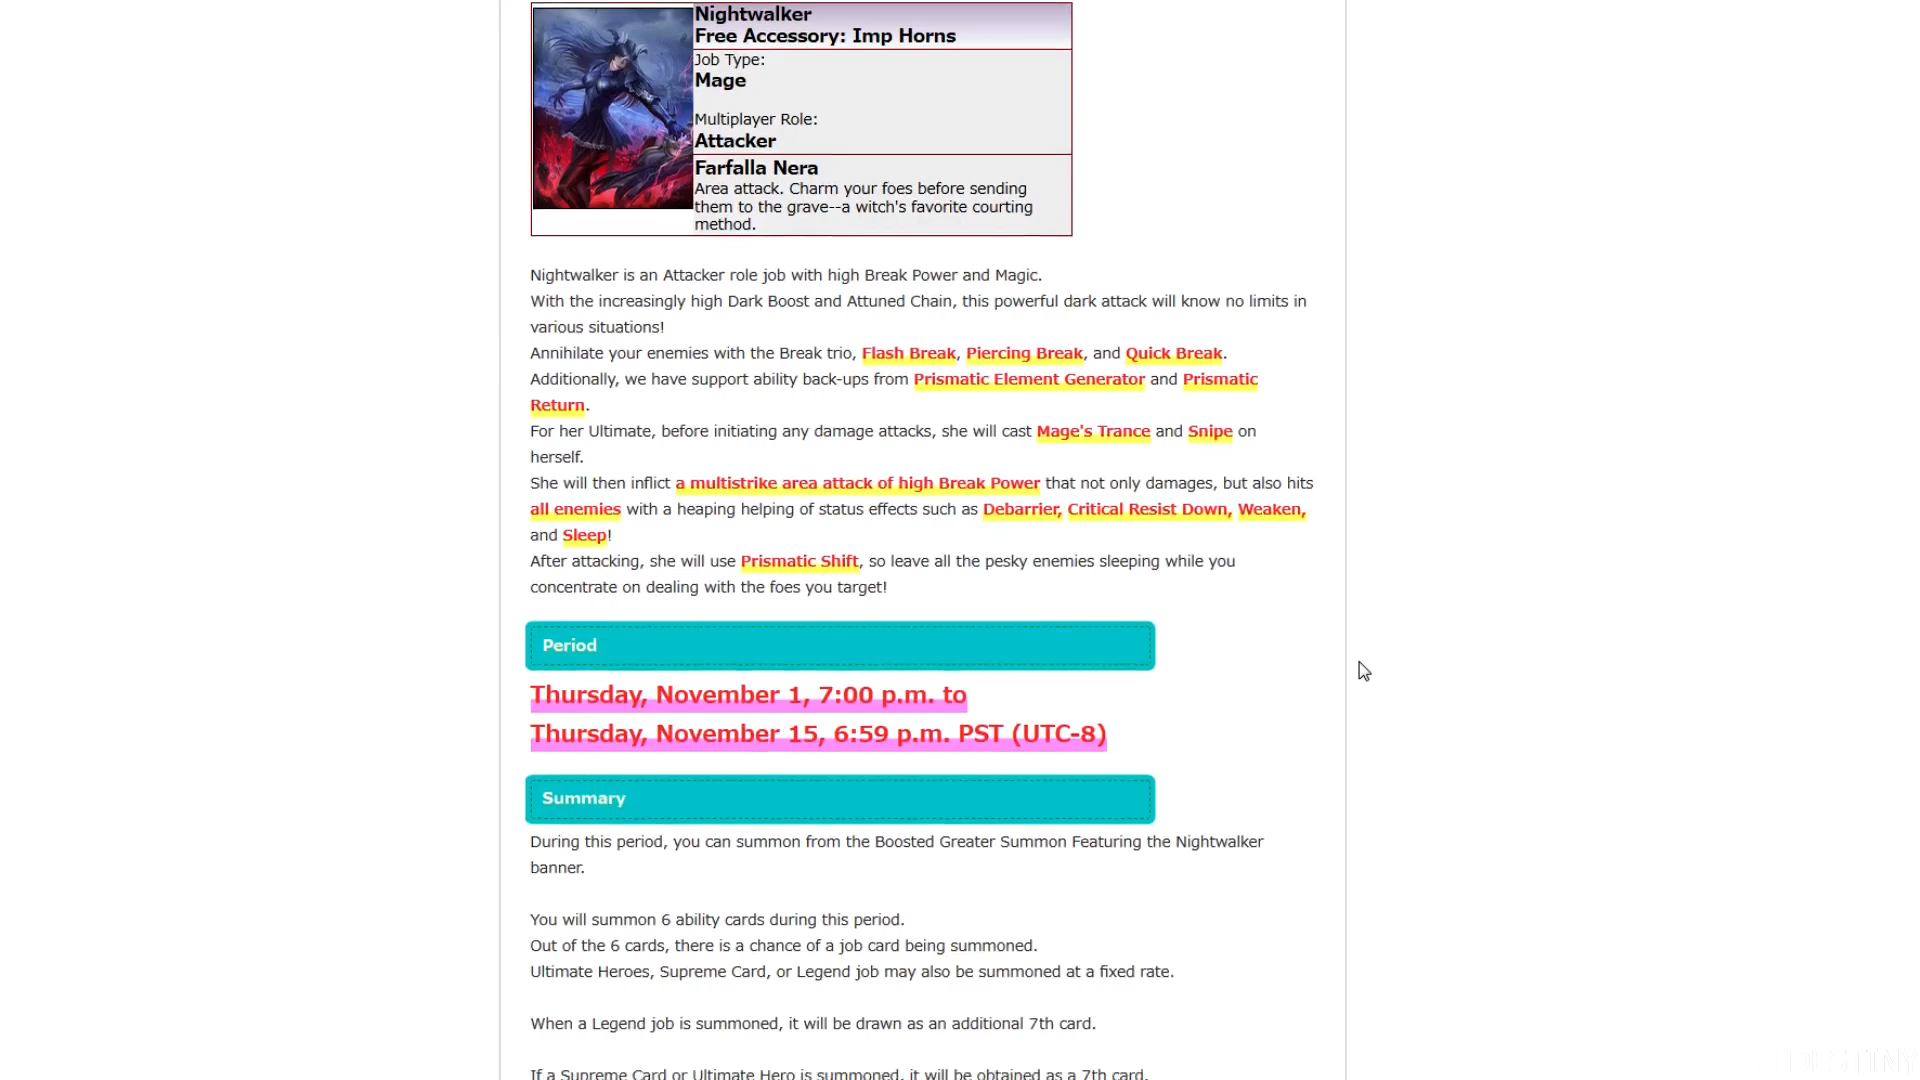 Nightwalker
Free Accessory: Imp Horns
Job Type:
Mage
Multiplayer Role:
Attacker
Farfalla Nera
Area attack. Charm your foes before sending
them to the grave--a witch's favorite courting
method.
Nightwalker is an Attacker role job with high Break Power and Magic.
With the increasingly high Dark Boost and Attuned Chain, this powerful dark attack will know no limits in
various situations!
Annihilate your enemies with the Break trio, Flash Break, Piercing Break, and Quick Break.
Additionally, we have support ability back-ups from Prismatic Element Generator and Prismatic
Return.
For her Ultimate, before initiating any damage attacks, she will cast Mage's Trance and Snipe on
herself.
She will then inflict a multistrike area attack of high Break Power that not only damages, but also hits
all enemies with a heaping helping of status effects such as Debarrier, Critical Resist Down, Weaken,
and Sleep!
After attacking, she will use Prismatic Shift, so leave all the pesky enemies sleeping while you
concentrate on dealing with the foes you target!
Period
Thursday, November 1, 7:00 p.m. to
Thursday, November 15, 6:59 p.m. PST (UTC-8)
Summary
During this period, you can summon from the Boosted Greater Summon Featuring the Nightwalker
banner.
You will summon 6 ability cards during this period.
Out of the 6 cards, there is a chance of a job card being summoned.
Ultimate Heroes, Supreme Card, or Legend job may also be summoned at a fixed rate.
When a Legend job is summoned, it will be drawn as an additional 7th card.
If a Supreme Card or Ultimate Hero is summoned, it will be obtained as a 7th card.